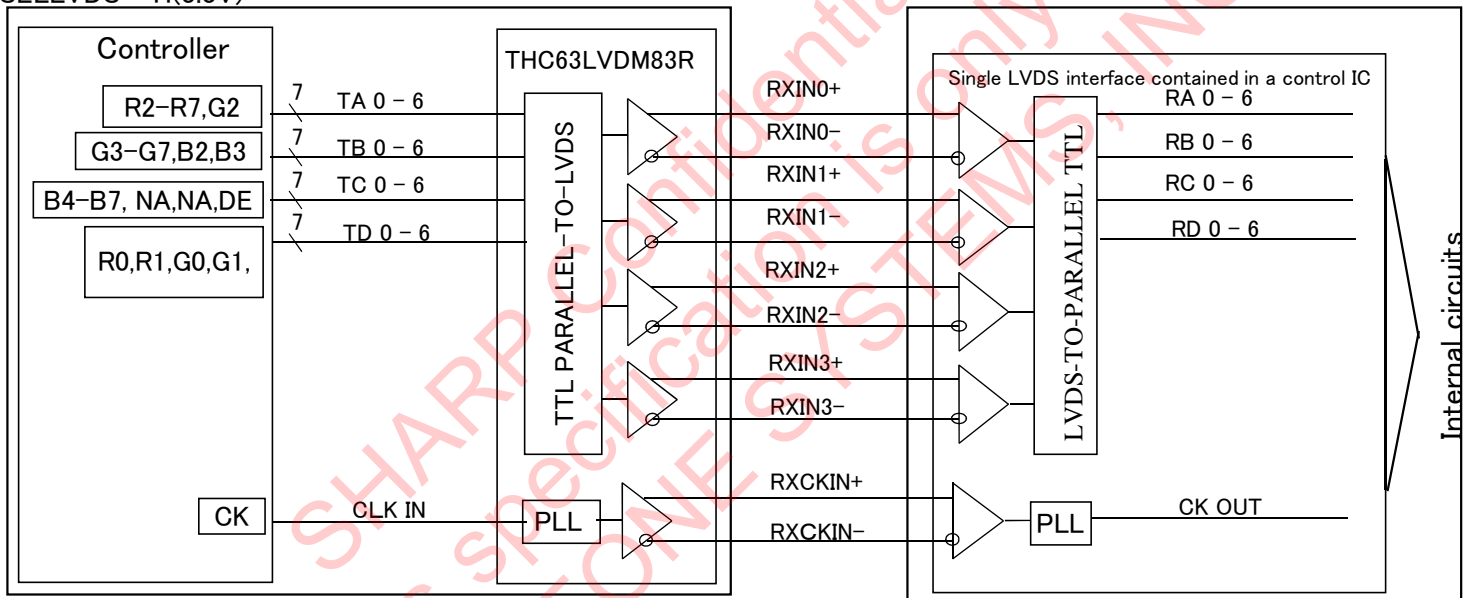 Controller
R2-R7,G2
G3-G7,B2,B3
B4-B7, NA,NA,DE
R0,R1,G0,G1,
CK
7
TA 0 - 6
7
TB 0 - 6
7
TC 0 - 6
7
TD 0 - 6
CLK IN
THC63LVDM83R
TTL PARALLEL-TO-LVDS
PLL
RXIN0+
RXIN0-
RXIN1+
RXIN1-
RXIN2+
RXIN2-
RXIN3+
RXIN3-
RXCKIN+
RXCKIN-
Single LVDS interface contained in a control IC
LVDS-TO-PARALLEL TTL
PLL
RA 0 - 6
RB 0 - 6
RC 0 - 6
RD 0 - 6
CK OUT
Internal circuits
SHARP Confidential
specification is only
SYSTEMS, INC